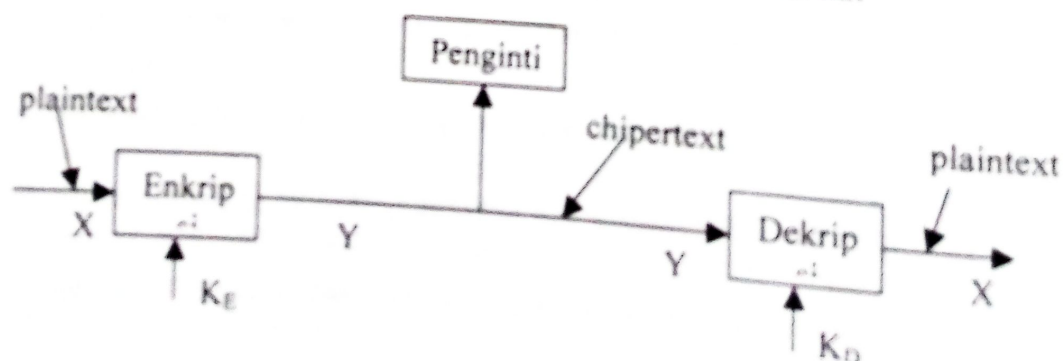 Penginti
plaintext
chipertext
plaintext
Enkrip
Dekrip
X
Y
Y
X
K_E
K_D